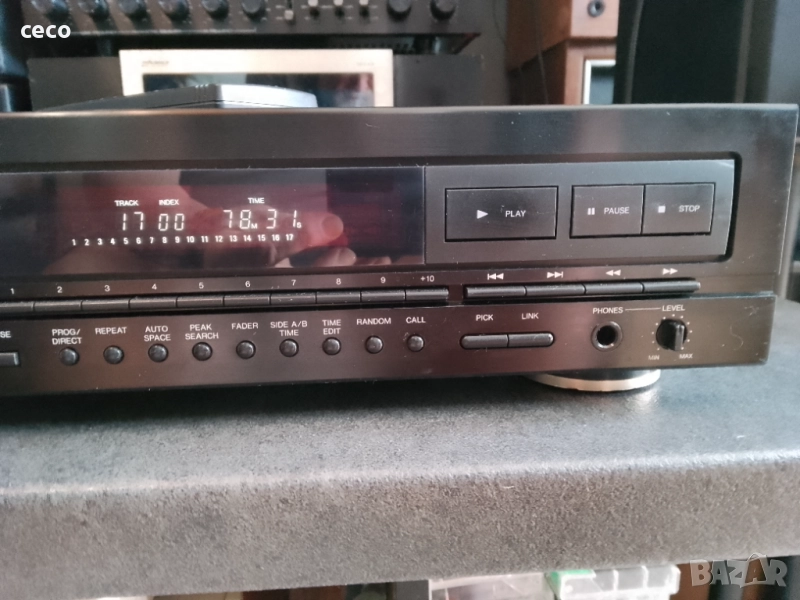 ceco
TRACK INDEX TIME
17 00 78M 31S
1 2 3 4 5 6 7 8 9 10 11 12 13 14 15 16 17
▶ PLAY
PAUSE
STOP
1 2 3 4 5 6 7 8 9 +10
PROG/
DIRECT
REPEAT
AUTO
SPACE
PEAK
SEARCH
FADER
SIDE A/B
TIME
TIME
EDIT
RANDOM
CALL
PICK
LINK
PHONES
LEVEL
MIN
MAX
BAZAR